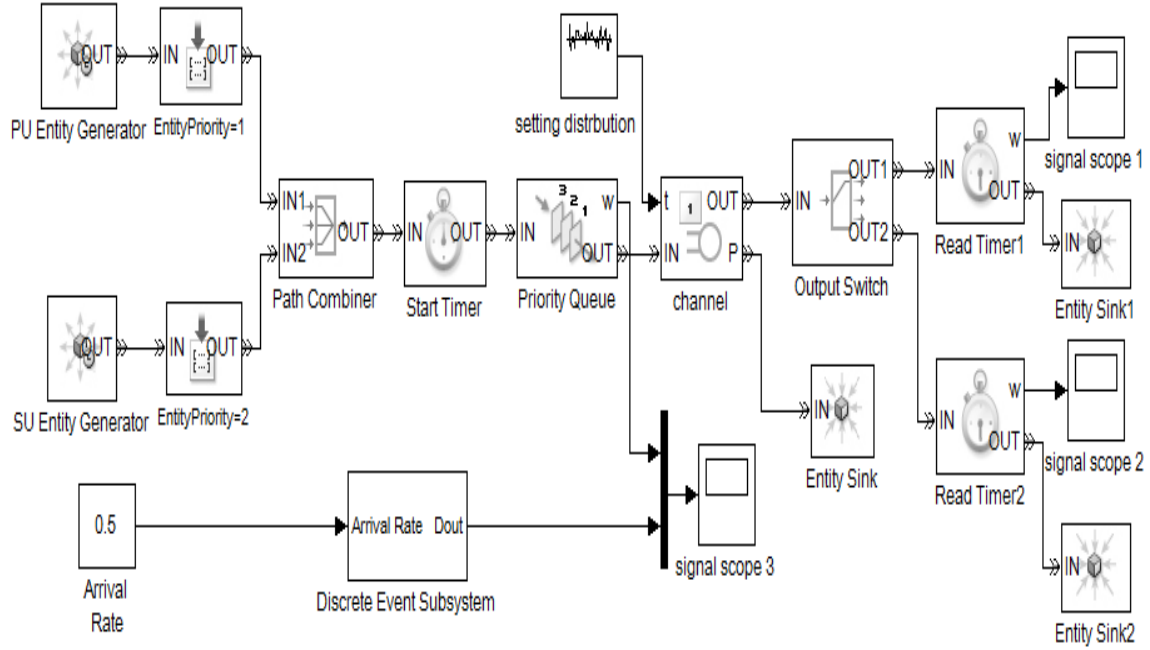 OUT
IN OUT
PU Entity Generator
EntityPriority=1
setting distrbution
w
signal scope 1
IN
OUT
Read Timer1
IN
Entity Sink1
IN1
IN2
OUT
Path Combiner
IN OUT
Start Timer
3
2
1
w
IN
OUT
Priority Queue
t
1
OUT
IN
P
channel
OUT1
IN
OUT2
Output Switch
OUT
IN OUT
SU Entity Generator
EntityPriority=2
IN
Entity Sink
w
IN
OUT
Read Timer2
signal scope 2
IN
Entity Sink2
0.5
Arrival
Rate
Arrival Rate Dout
Discrete Event Subsystem
signal scope 3